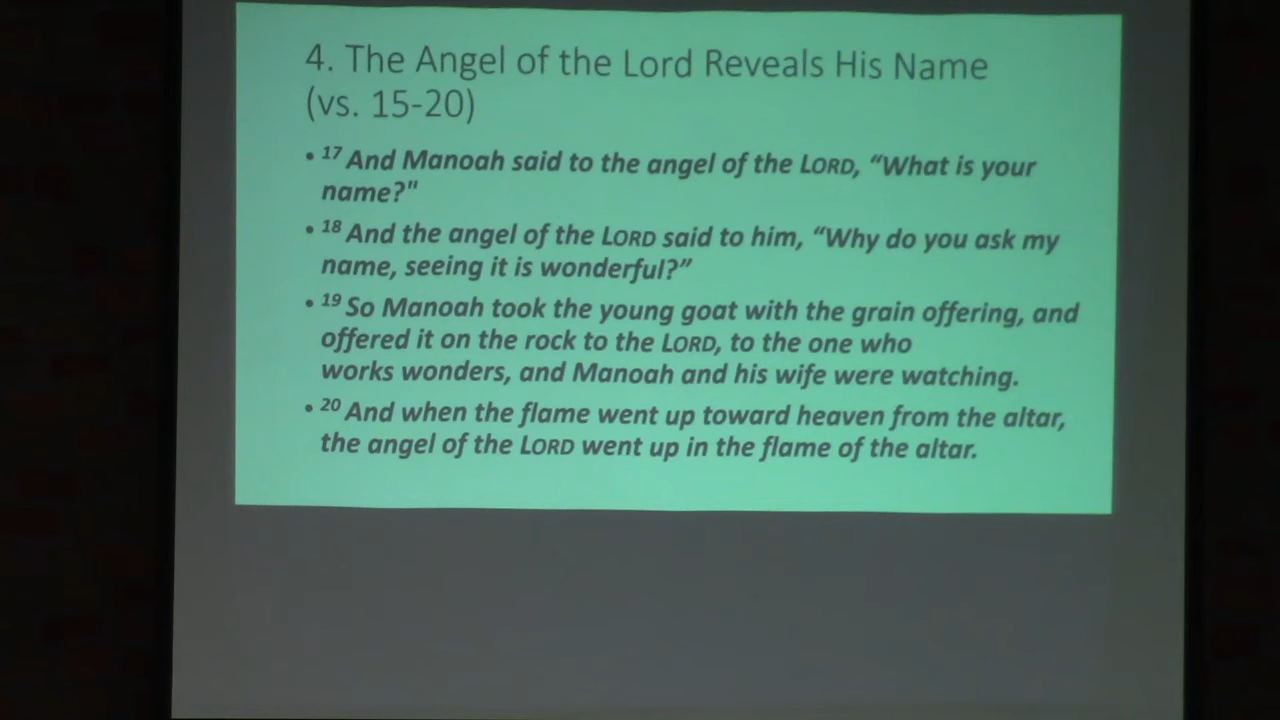 4. The Angel of the Lord Reveals His Name
(vs. 15-20)
• 17 And Manoah said to the angel of the LORD, “What is your
name?"
• 18 And the angel of the LORD said to him, “Why do you ask my
name, seeing it is wonderful?”
• 19 So Manoah took the young goat with the grain offering, and
offered it on the rock to the LORD, to the one who
works wonders, and Manoah and his wife were watching.
• 20 And when the flame went up toward heaven from the altar,
the angel of the LORD went up in the flame of the altar.